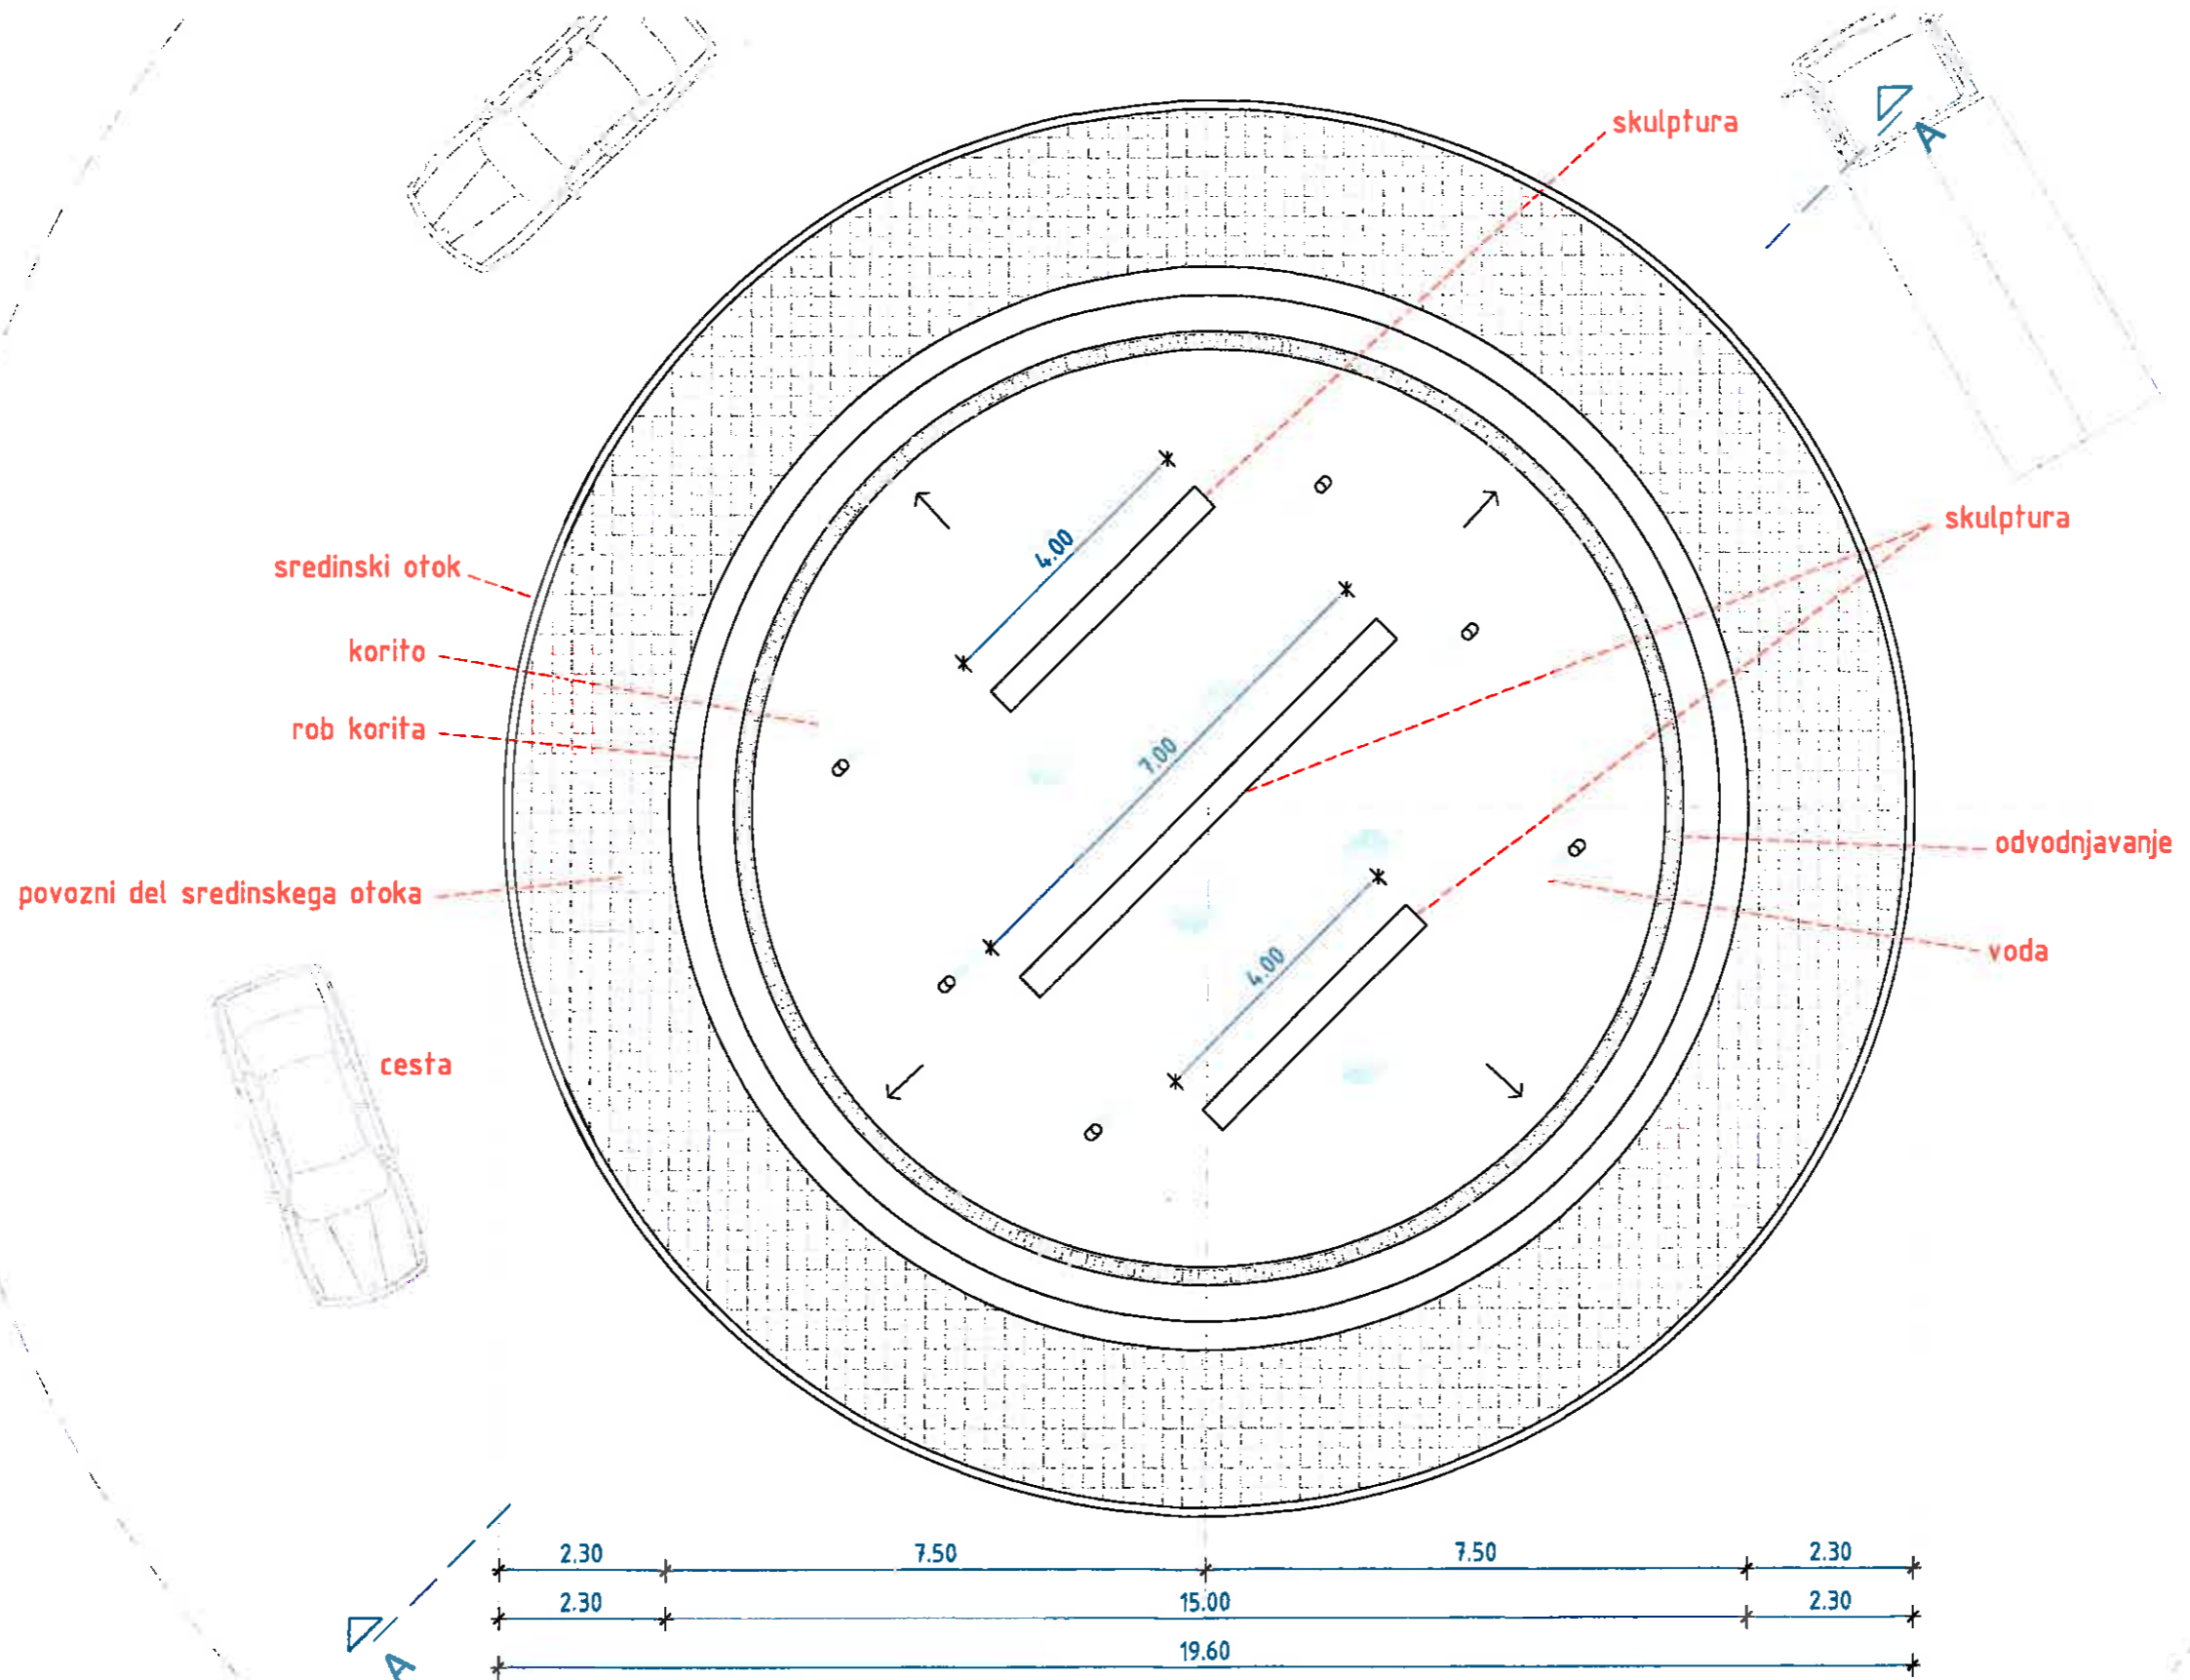 A
skulptura
skulptura
4.00
sredinski otok
korito
7.00
rob korita
odvodnjavanje
povozni del sredinskega otoka
voda
4.00
cesta
2.30 7.50 7.50 2.30
2.30 15.00 2.30
19.60
A